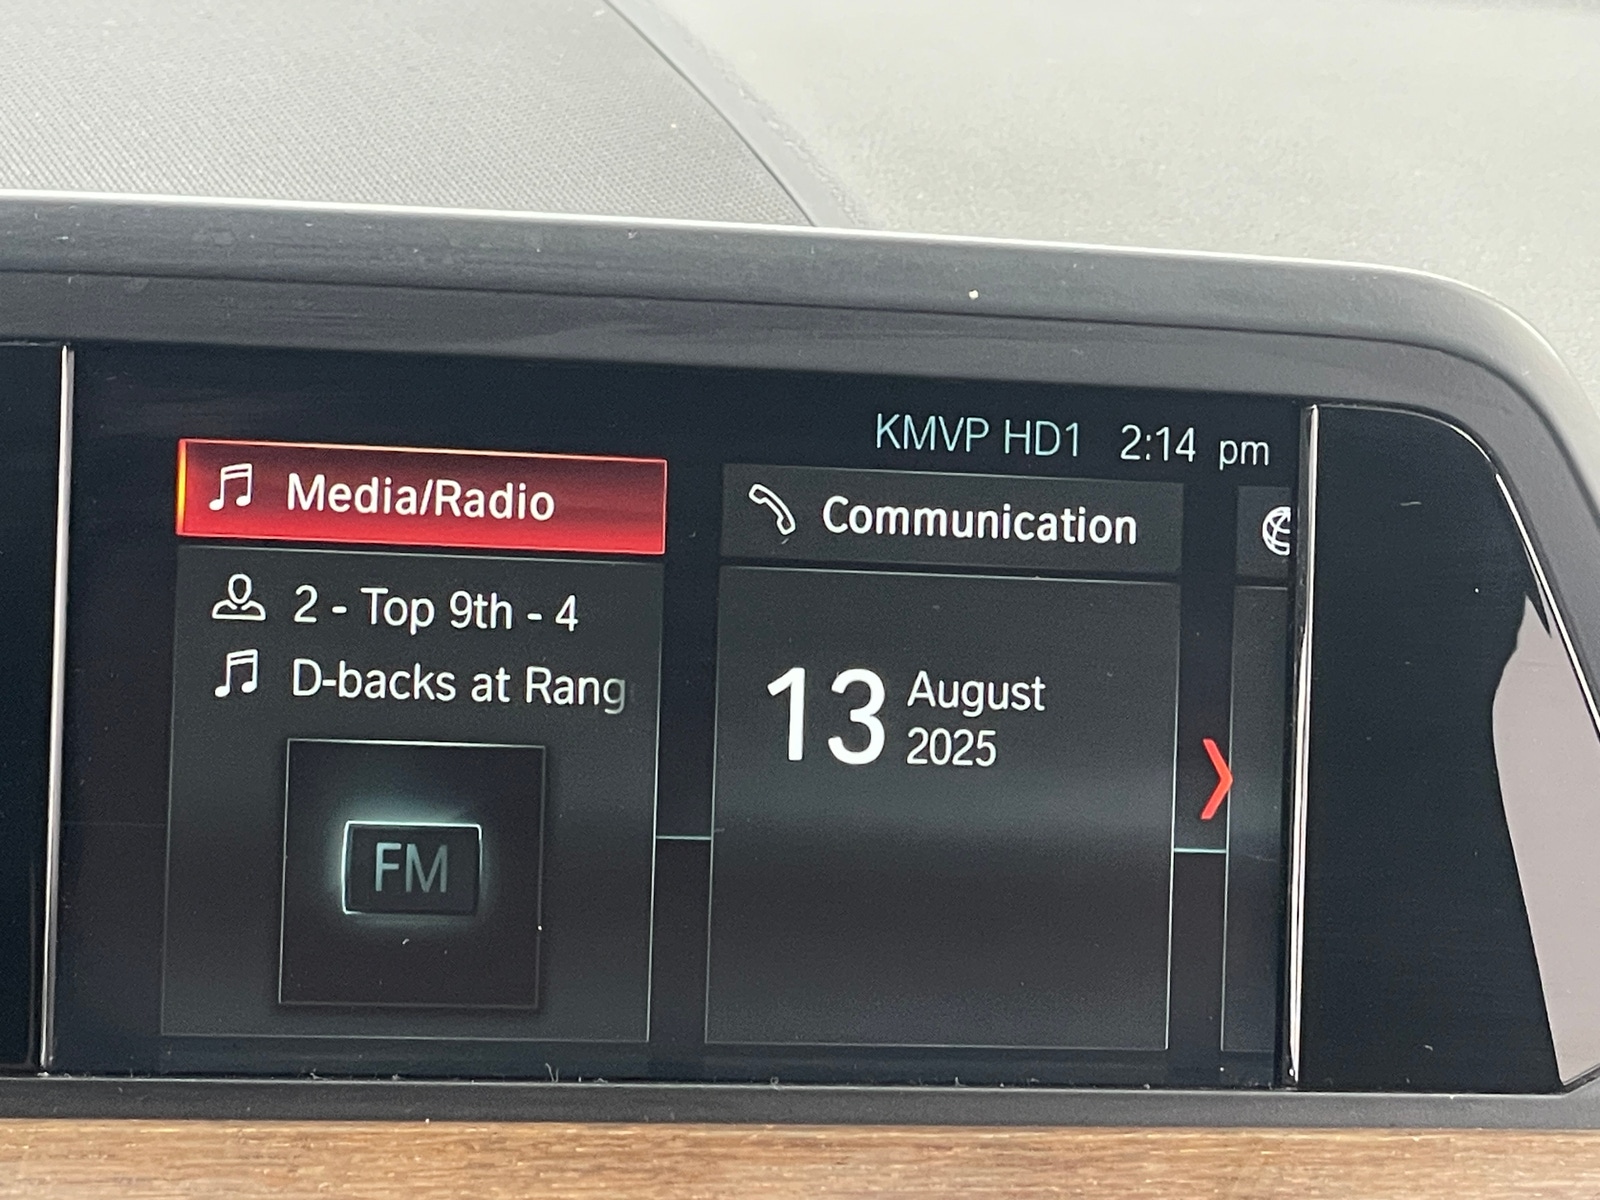 KMVP HD1 2:14 pm
Media/Radio
2 - Top 9th - 4
D-backs at Rang
FM
Communication
13 August
2025